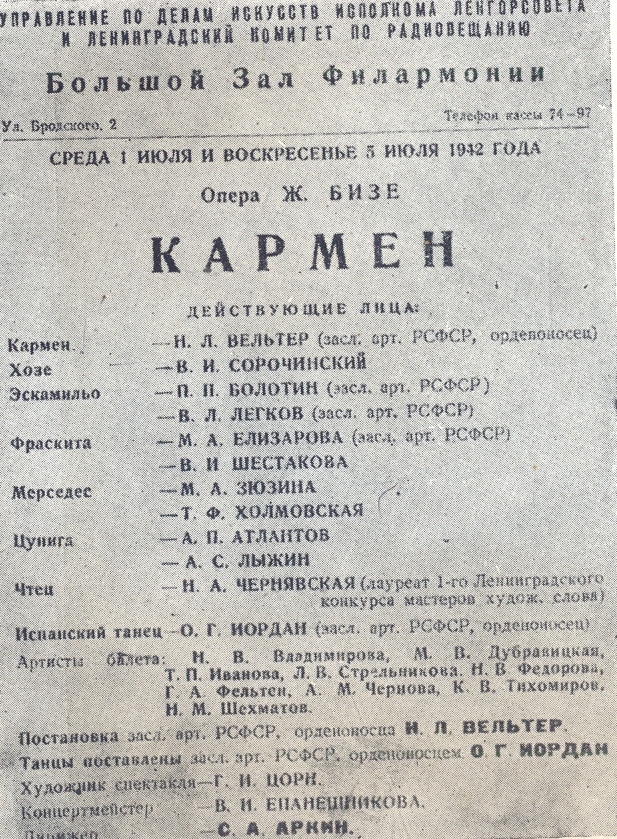 УПРАВЛЕНИЕ ПО ДЕЛАМ ИСКУССТВ ИСПОЛКОМА ЛЕНГОРСОВЕТА
И ЛЕНИНГРАДСКИЙ КОМИТЕТ ПО РАДИОВЕЩАНИЮ
Большой Зал Филармонии
Ул. Бродского, 2 Телефон кассы 74-97
СРЕДА 1 ИЮЛЯ И ВОСКРЕСЕНЬЕ 5 ИЮЛЯ 1942 ГОДА
Опера Ж. БИЗЕ
КАРМЕН
ДЕЙСТВУЮЩИЕ ЛИЦА:
Кармен. —Н. Л. ВЕЛЬТЕР (засл. арт. РСФСР, орденоносец)
Хозе —В. И. СОРОЧИНСКИЙ
Эскамильо —П. П. БОЛОТИН (засл. арт. РСФСР)
—В. Л. ЛЕГКОВ (засл. арт. РСФСР)
Фраскита —М. А. ЕЛИЗАРОВА (засл. арт. РСФСР)
—В. И ШЕСТАКОВА
Мерседес —М. А. ЗЮЗИНА
—Т. Ф. ХОЛМОВСКАЯ
Цунига —А. П. АТЛАНТОВ
—А. С. ЛЫЖИН
Чтец —Н. А. ЧЕРНЯВСКАЯ (лауреат 1-го Ленинградского
конкурса мастеров худож. слова)
Испанский танец—О. Г. ИОРДАН (засл. арт. РСФСР, орденоносец)
Артисты балета: Н. В. Владимирова, М. В. Дубравицкая,
Т. П. Иванова, Л. В. Стрельникова. Н. В Федорова,
Г. А. Фельтен, А. М. Чернова, К. В. Тихомиров,
Н. М. Шехматов.
Постановка засл. арт. РСФСР, орденоносца Н. Л. ВЕЛЬТЕР.
Танцы поставлены засл. арт. РСФСР, орденоносцем О. Г. ИОРДАН
Художник спектакля—Г. И. ЦОРН.
Концертмейстер —В. И. ЕПАНЕШНИКОВА.
Дирижер —С. А. АРКИН.